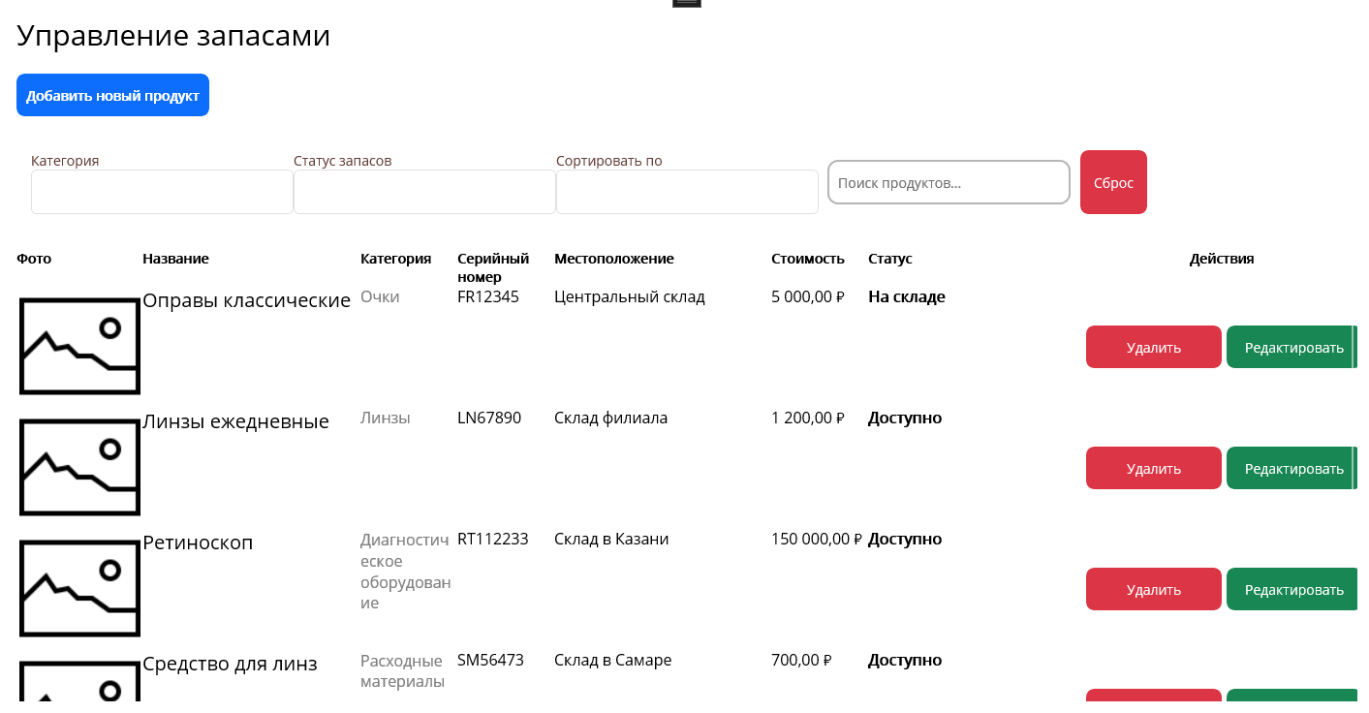 Управление запасами
Добавить новый продукт
Категория Статус запасов Сортировать по
Поиск продуктов... Сброс
Фото Название Категория Серийный номер Местоположение Стоимость Статус Действия
Оправы классические Очки FR12345 Центральный склад 5 000,00 ₽ На складе
Удалить Редактировать
Линзы ежедневные Линзы LN67890 Склад филиала 1 200,00 ₽ Доступно
Удалить Редактировать
Ретиноскоп Диагностич RT112233 Склад в Казани 150 000,00 ₽ Доступно
еское
оборудован
ие
Удалить Редактировать
Средство для линз Расходные SM56473 Склад в Самаре 700,00 ₽ Доступно
материалы